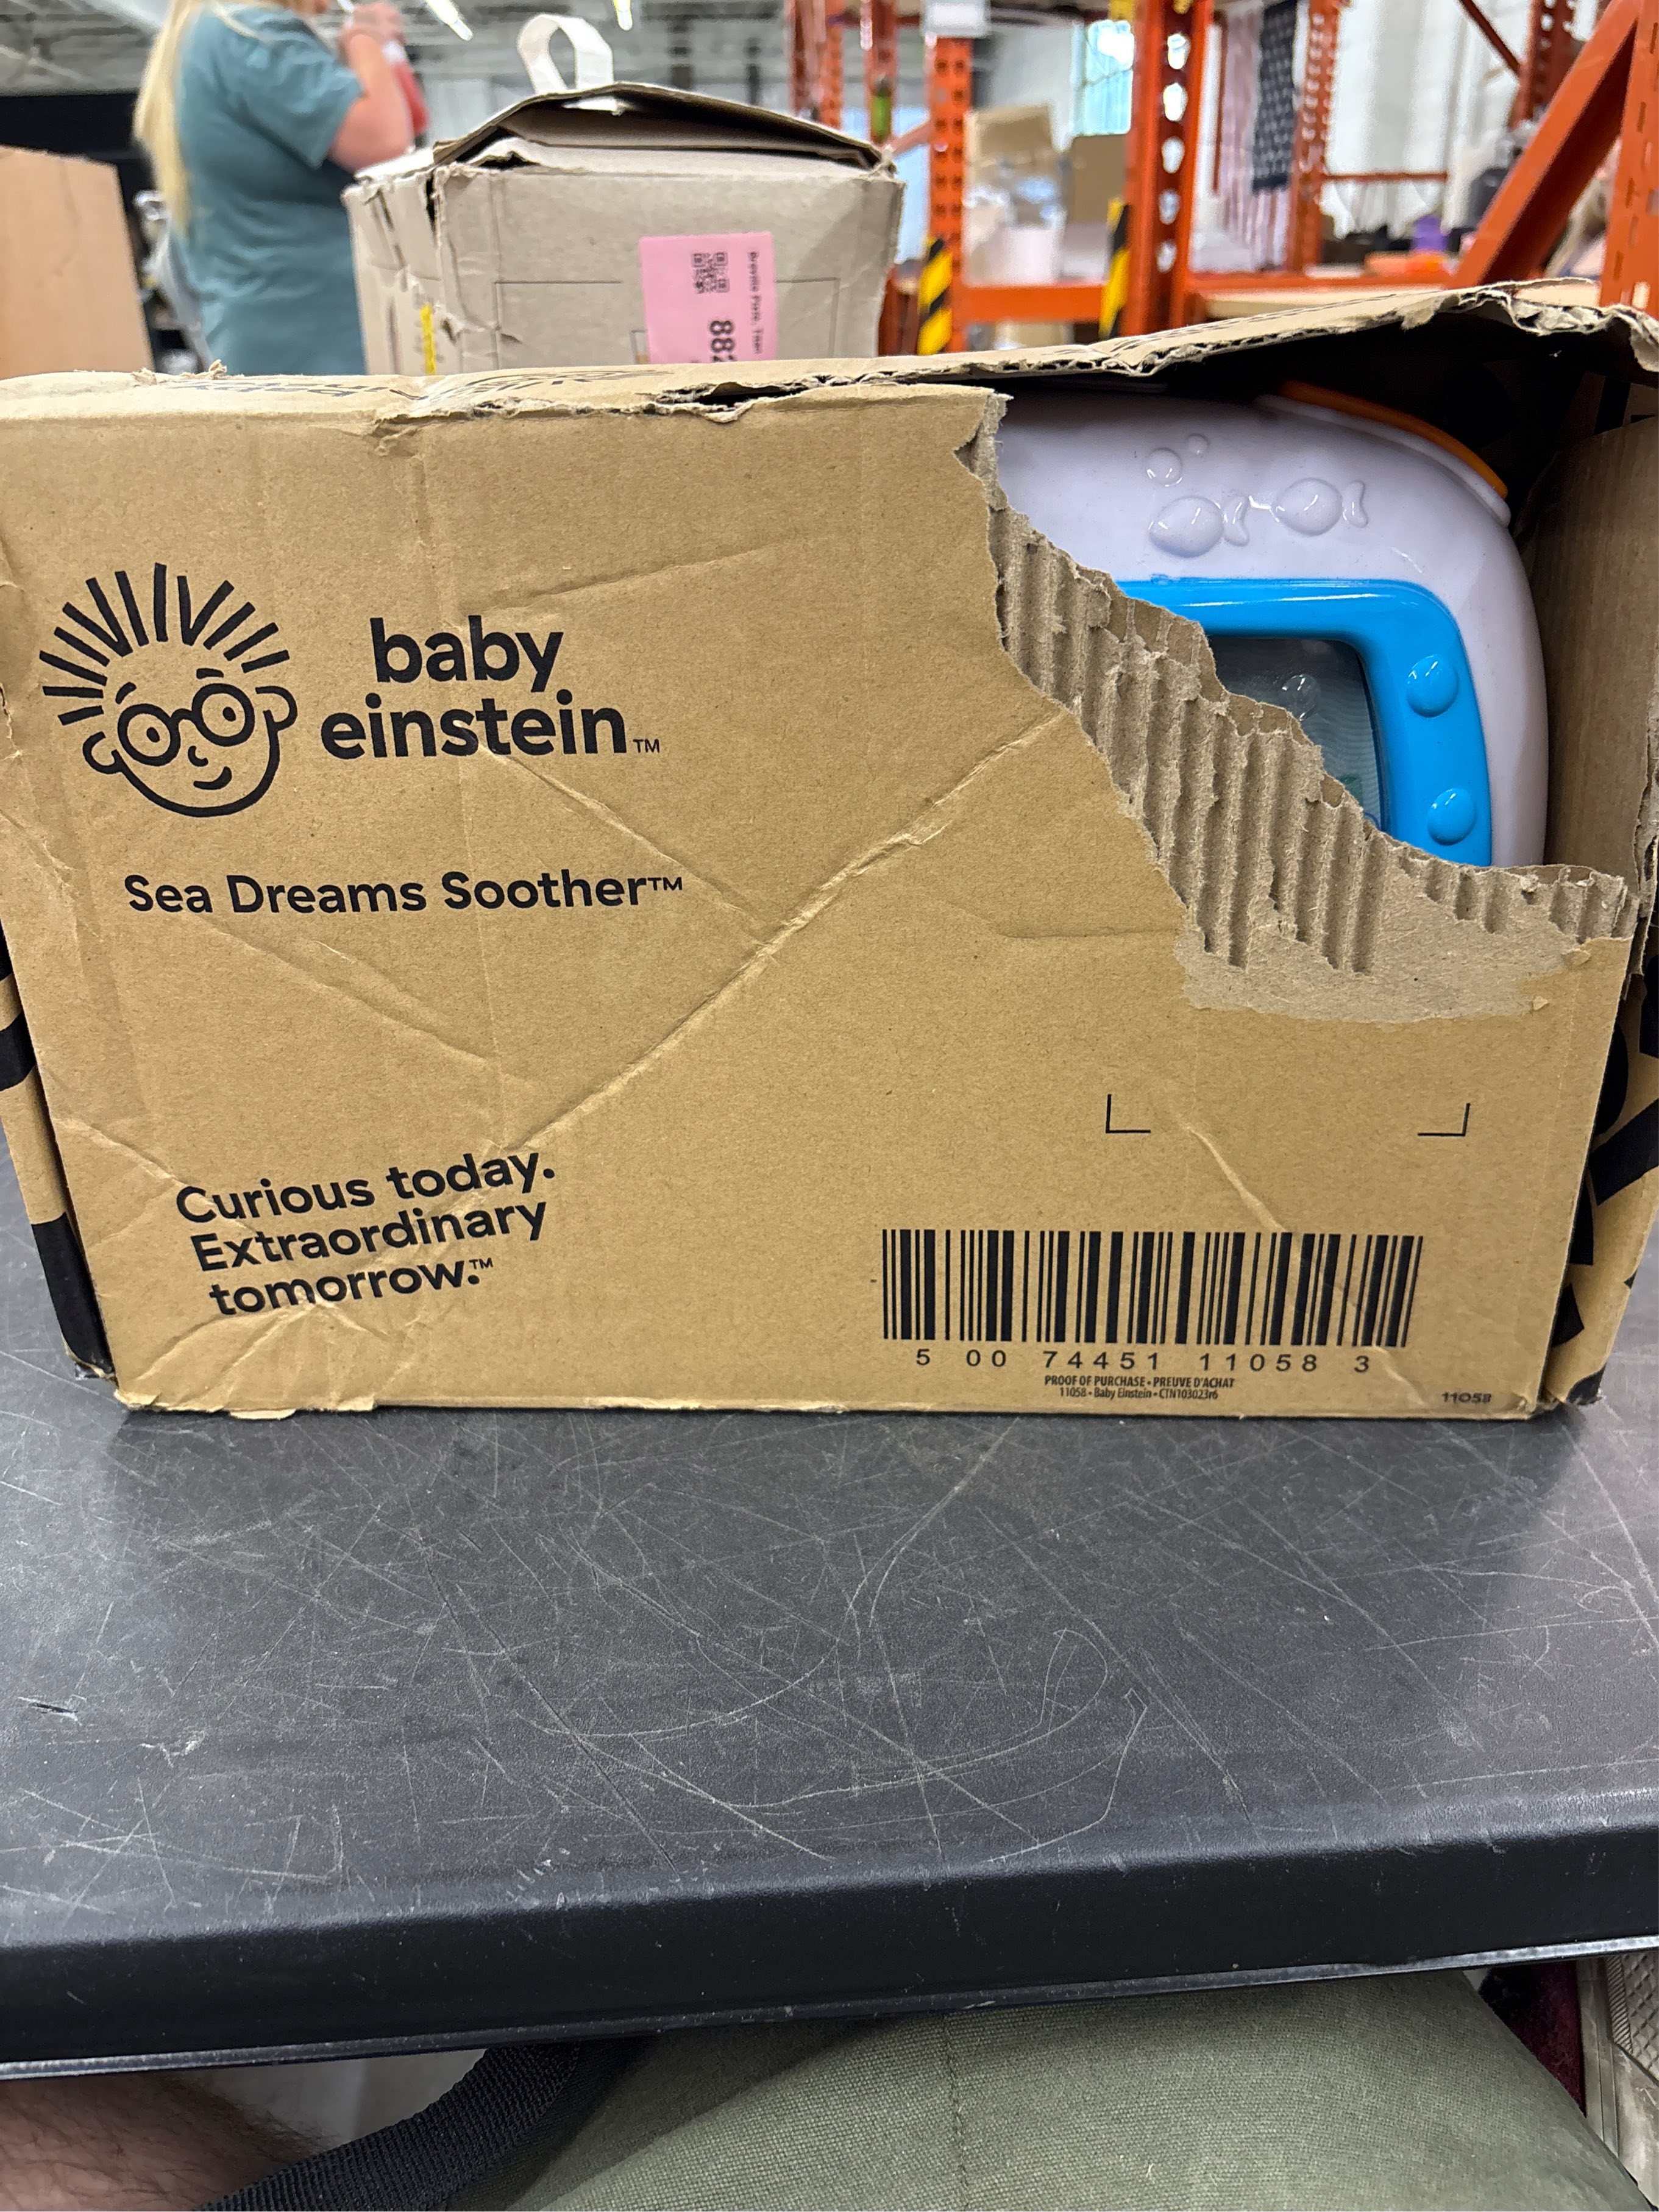 882
baby
einstein™
Sea Dreams Soother™
Curious today.
Extraordinary
tomorrow.™
5 00 74451 11058 3
PROOF OF PURCHASE • PREUVE D'ACHAT
11058 • Baby Einstein • CTN103023r6
11058